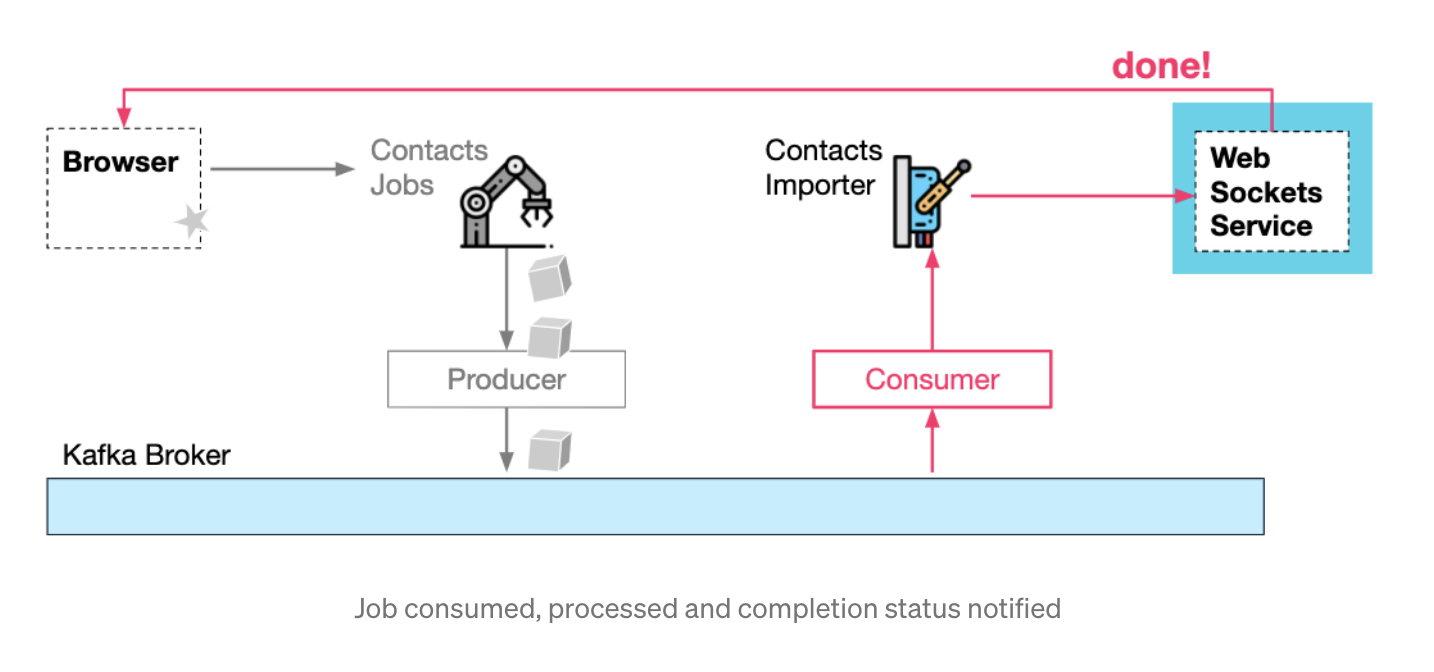 done!
Browser
Contacts
Jobs
Contacts
Importer
Web
Sockets
Service
Producer
Consumer
Kafka Broker
Job consumed, processed and completion status notified